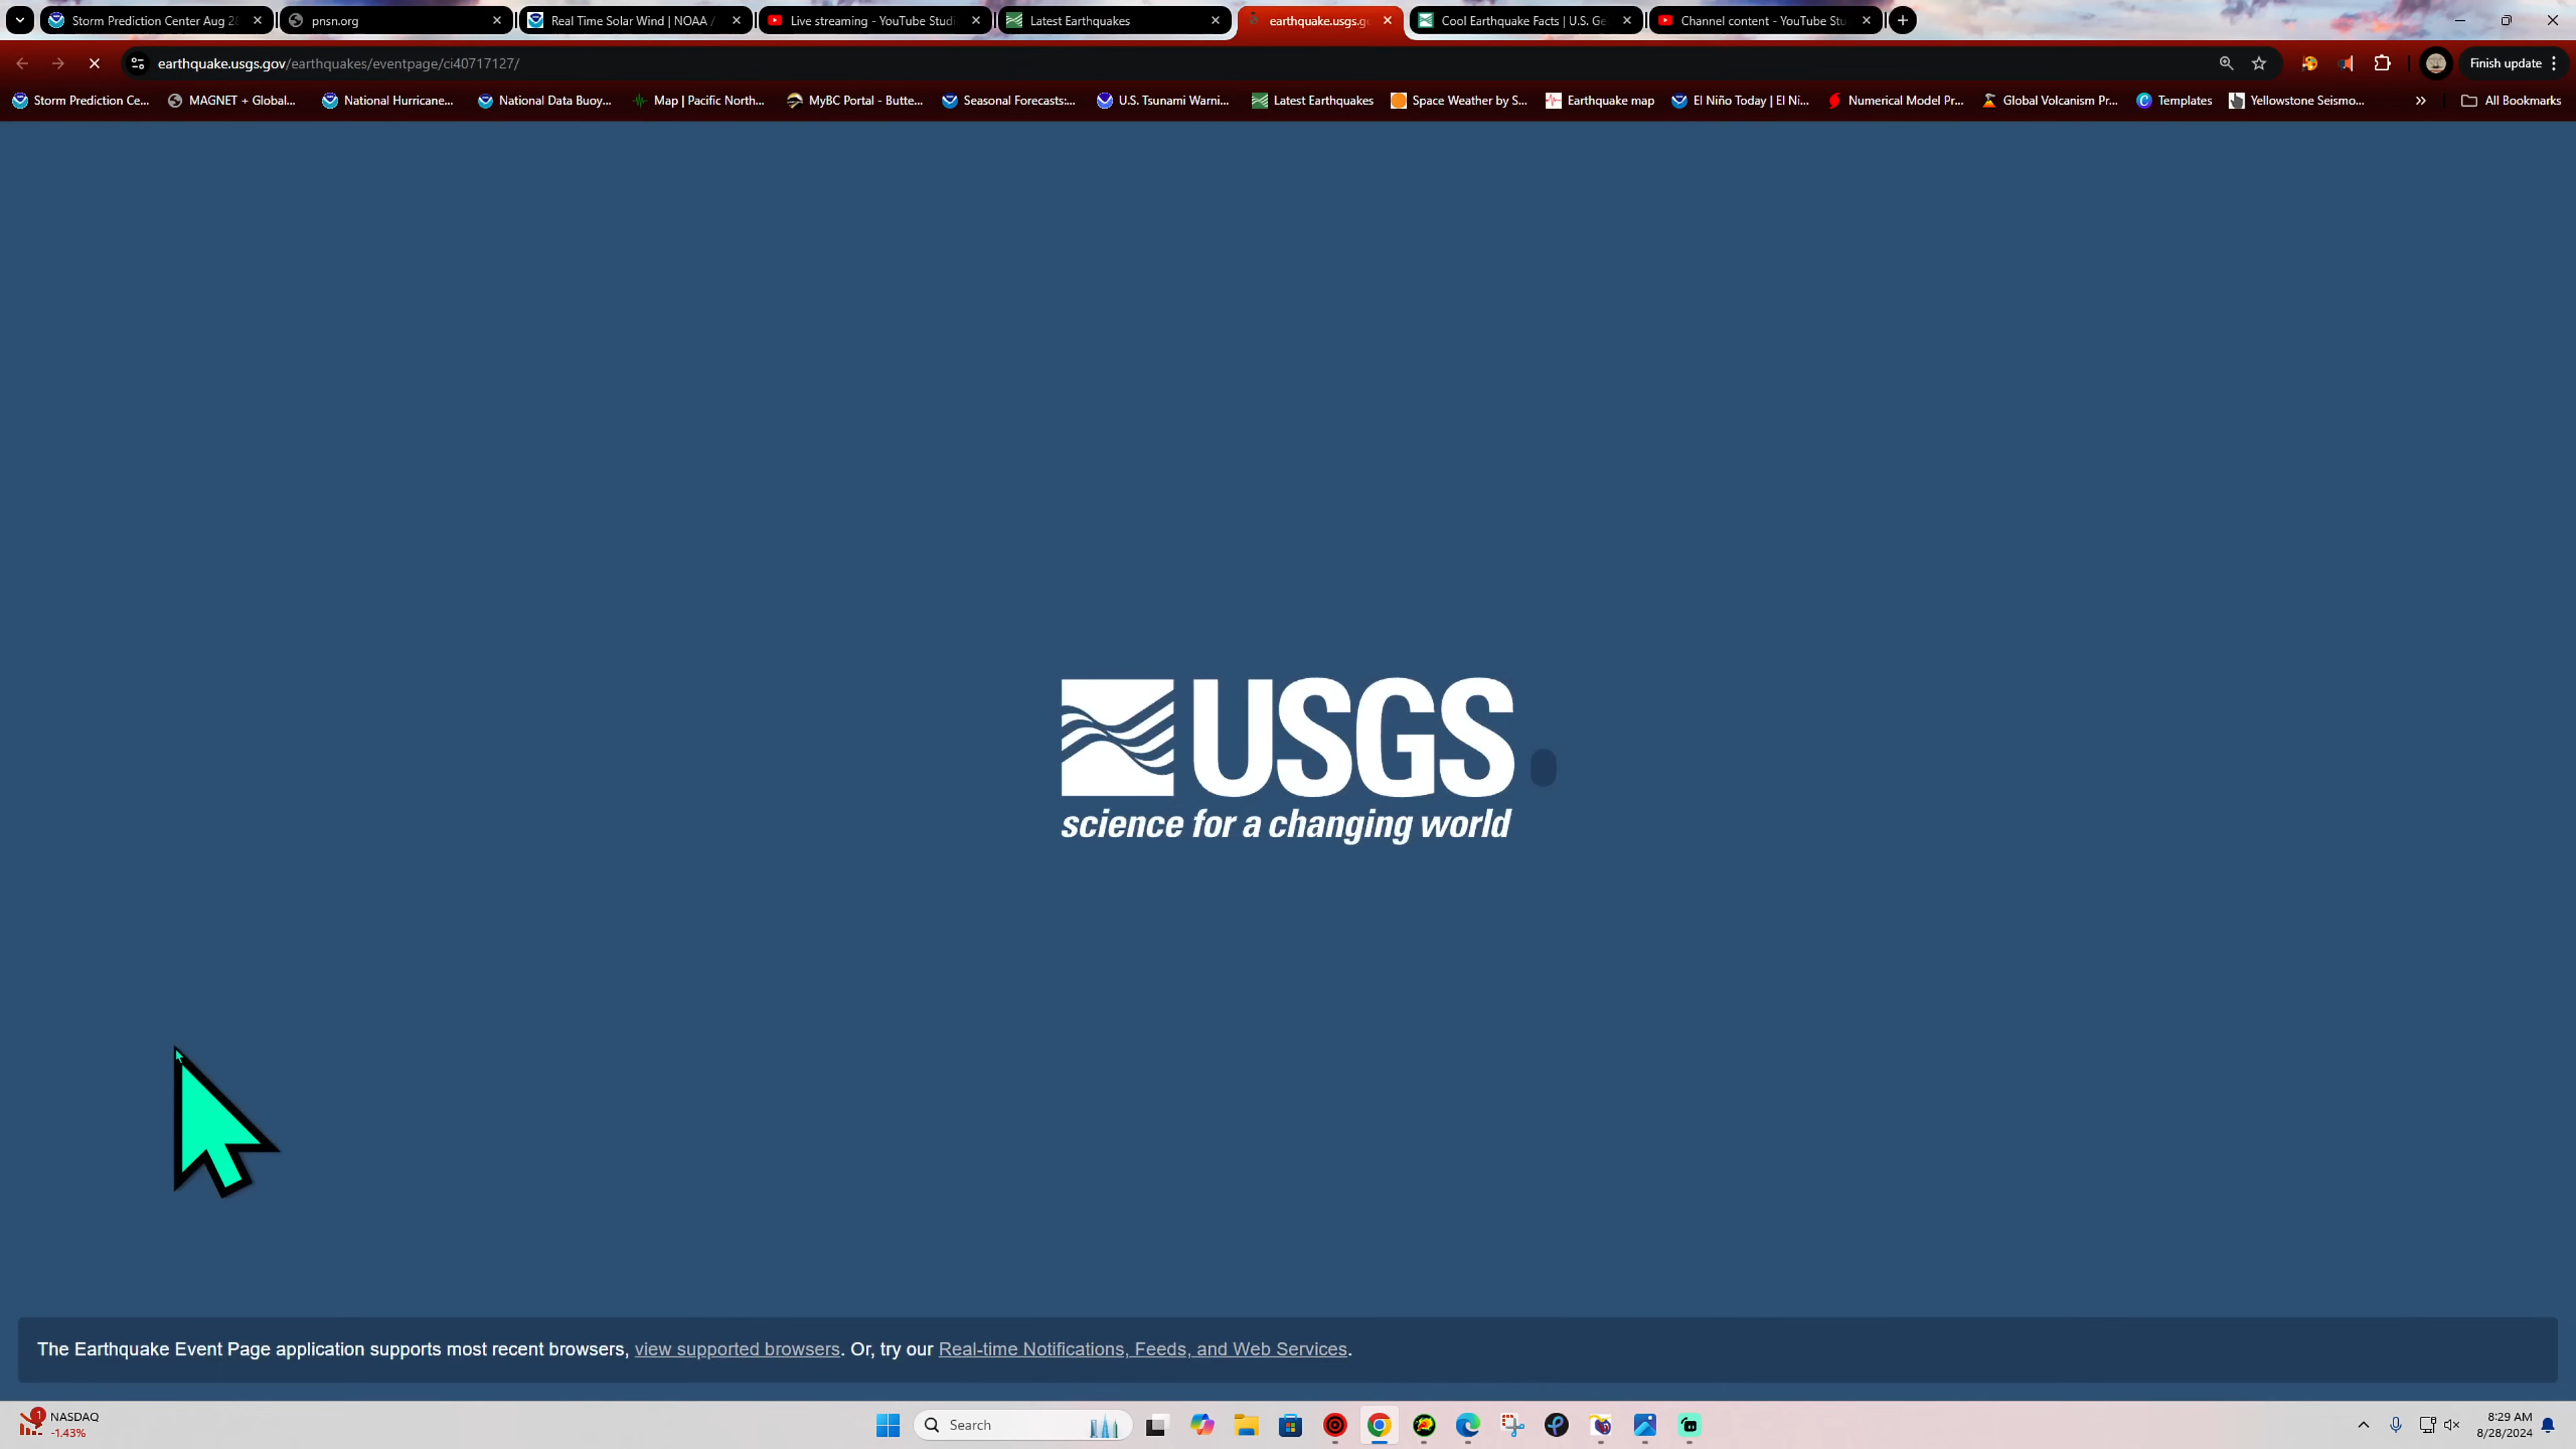 Storm Prediction Center Aug 28
pnsn.org
Real Time Solar Wind | NOAA /
Live streaming - YouTube Studi
Latest Earthquakes
earthquake.usgs.go
Cool Earthquake Facts | U.S. Ge
Channel content - YouTube Stu
earthquake.usgs.gov/earthquakes/eventpage/ci40717127/
Finish update
Storm Prediction Ce...
MAGNET + Global...
National Hurricane...
National Data Buoy...
Map | Pacific North...
MyBC Portal - Butte...
Seasonal Forecasts:...
U.S. Tsunami Warni...
Latest Earthquakes
Space Weather by S...
Earthquake map
El Niño Today | El Ni...
Numerical Model Pr...
Global Volcanism Pr...
Templates
Yellowstone Seismo...
All Bookmarks
USGS
science for a changing world
The Earthquake Event Page application supports most recent browsers, view supported browsers. Or, try our Real-time Notifications, Feeds, and Web Services.
1
NASDAQ
-1.43%
Search
8:29 AM
8/28/2024